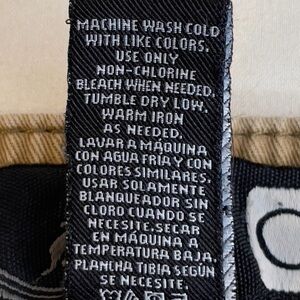 MACHINE WASH COLD
WITH LIKE COLORS.
USE ONLY
NON-CHLORINE
BLEACH WHEN NEEDED.
TUMBLE DRY LOW.
WARM IRON
AS NEEDED.
LAVAR A MÁQUINA
CON AGUA FRÍA Y CON
COLORES SIMILARES.
USAR SOLAMENTE
BLANQUEADOR SIN
CLORO CUANDO SE
NECESITE. SECAR
EN MÁQUINA A
TEMPERATURA BAJA.
PLANCHA TIBIA SEGÚN
SE NECESITE.